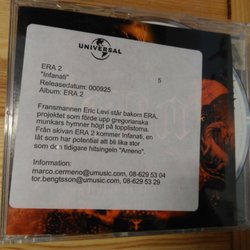 UNIVERSAL
ERA 2
"Infanati"
5
Releasedatum: 000925
Album: ERA 2
Fransmannen Eric Levi står bakom ERA,
projektet som förde upp gregorianska
munkars hymner högt på topplistorna.
Från skivan ERA 2 kommer Infanati, en
låt som har potential att bli lika stor
som den tidigare hitsingeln "Ameno".
Information:
marco.cermeno@umusic.com, 08-629 53 04
tor.bengtsson@umusic.com, 08-629 53 29